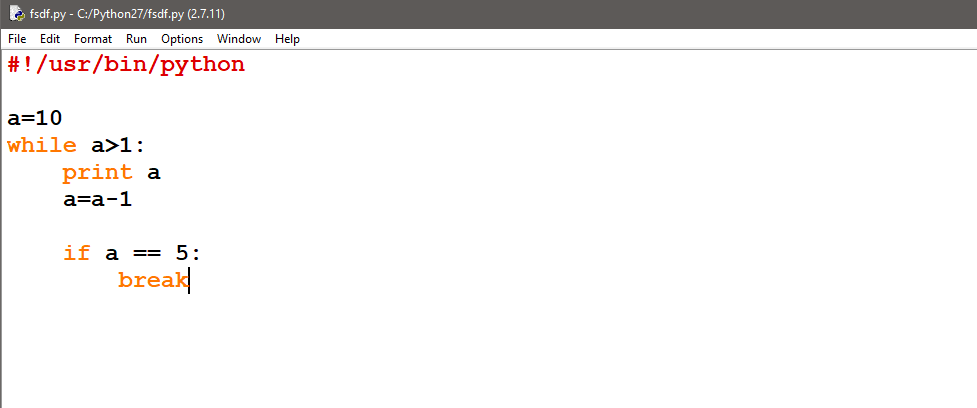 fsdf.py - C:/Python27/fsdf.py (2.7.11)
File Edit Format Run Options Window Help
#!/usr/bin/python
a=10
while a>1:
    print a
    a=a-1
    if a == 5:
        break